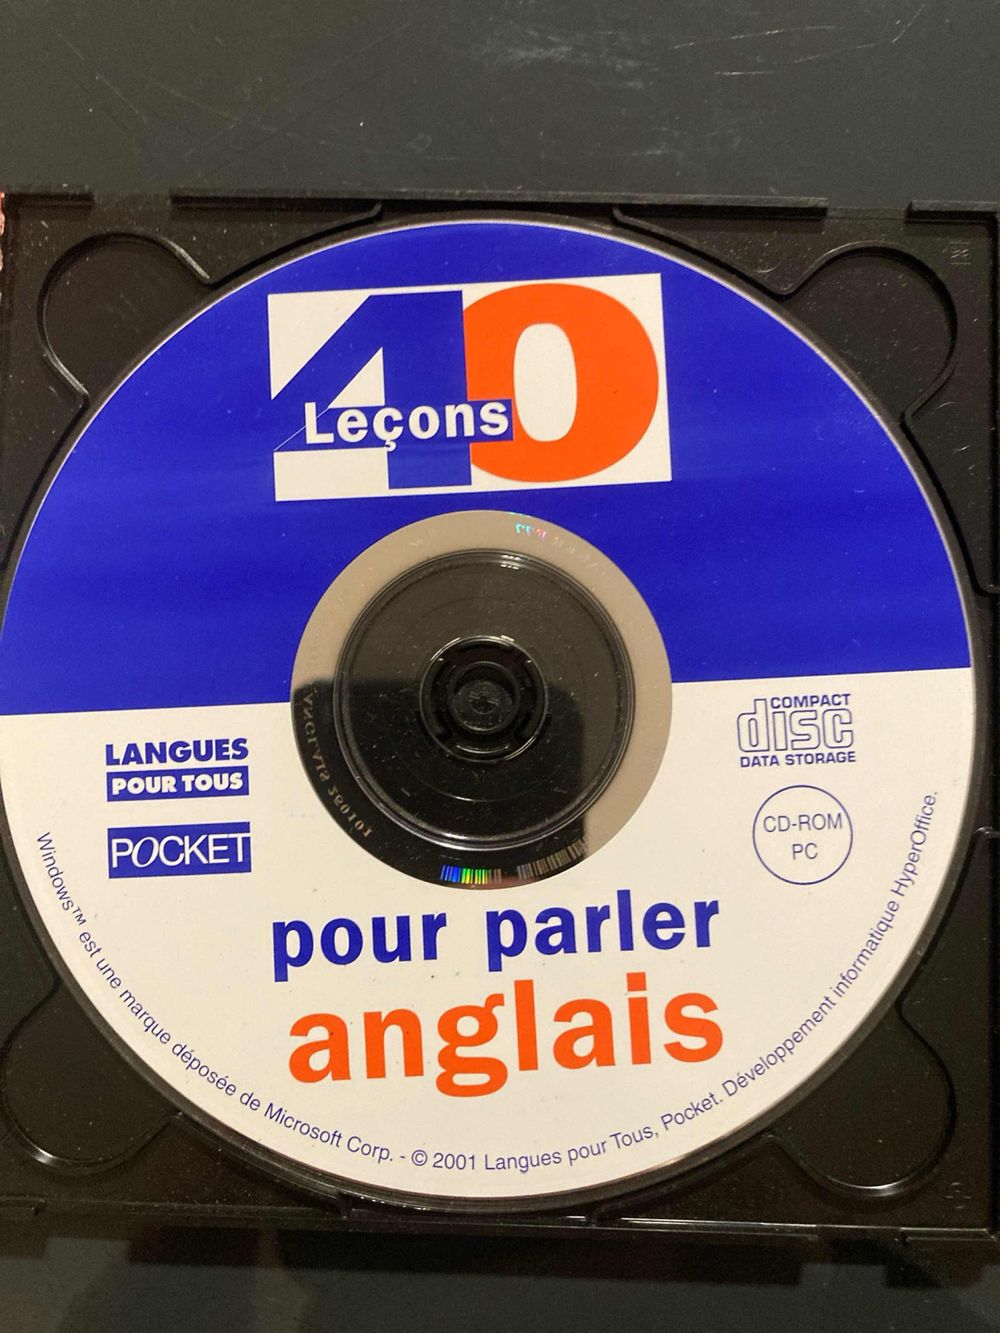 40
Leçons
COMPACT
disc
DATA STORAGE
LANGUES
POUR TOUS
POCKET
CD-ROM
PC
pour parler
anglais
Windows™ est une marque déposée de Microsoft Corp. - © 2001 Langues pour Tous, Pocket. Développement informatique HyperOffice.